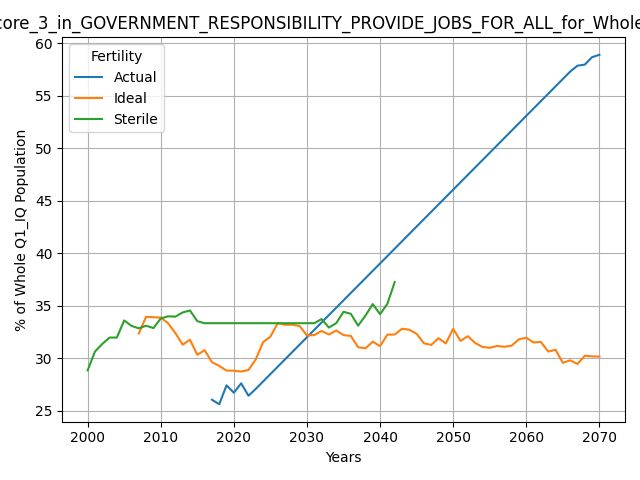 core_3_in_GOVERNMENT_RESPONSIBILITY_PROVIDE_JOBS_FOR_ALL_for_Whole
Fertility
Actual
Ideal
Sterile
% of Whole Q1_IQ Population
60
55
50
45
40
35
30
25
2000 2010 2020 2030 2040 2050 2060 2070
Years